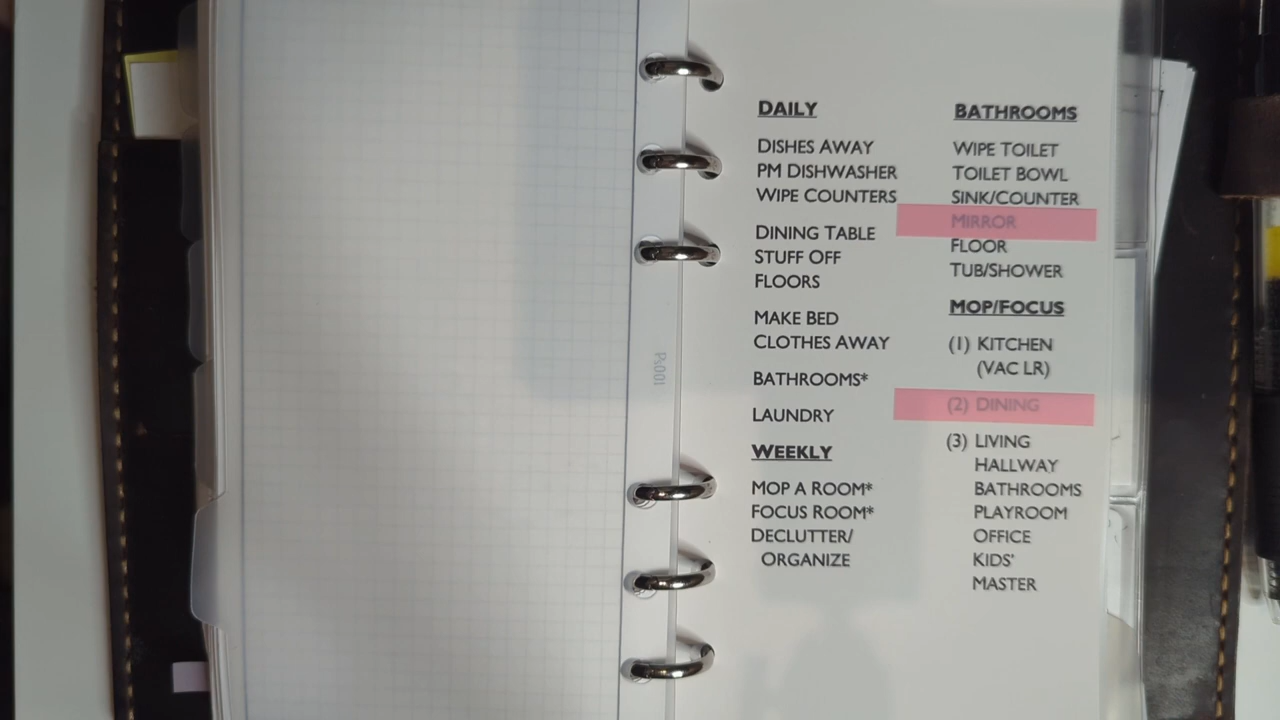 DAILY
DISHES AWAY
PM DISHWASHER
WIPE COUNTERS
DINING TABLE
STUFF OFF
FLOORS
MAKE BED
CLOTHES AWAY
BATHROOMS*
LAUNDRY
WEEKLY
MOP A ROOM*
FOCUS ROOM*
DECLUTTER/
ORGANIZE
BATHROOMS
WIPE TOILET
TOILET BOWL
SINK/COUNTER
MIRROR
FLOOR
TUB/SHOWER
MOP/FOCUS
(1) KITCHEN
(VAC LR)
(2) DINING
(3) LIVING
HALLWAY
BATHROOMS
PLAYROOM
OFFICE
KIDS'
MASTER